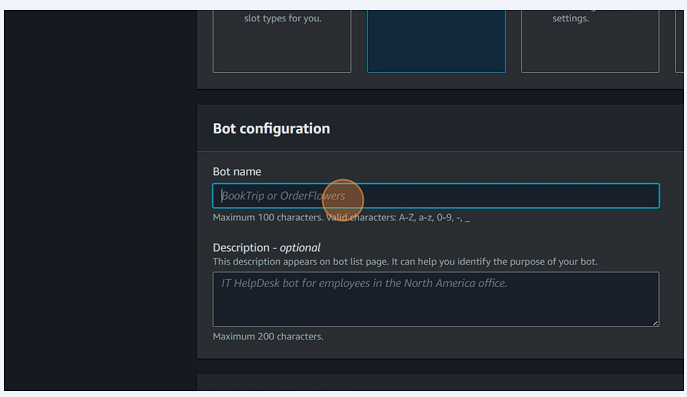 slot types for you.
settings.
Bot configuration
Bot name
BookTrip or OrderFlowers
Maximum 100 characters. Valid characters: A-Z, a-z, 0-9, -, _
Description - optional
This description appears on bot list page. It can help you identify the purpose of your bot.
IT HelpDesk bot for employees in the North America office.
Maximum 200 characters.